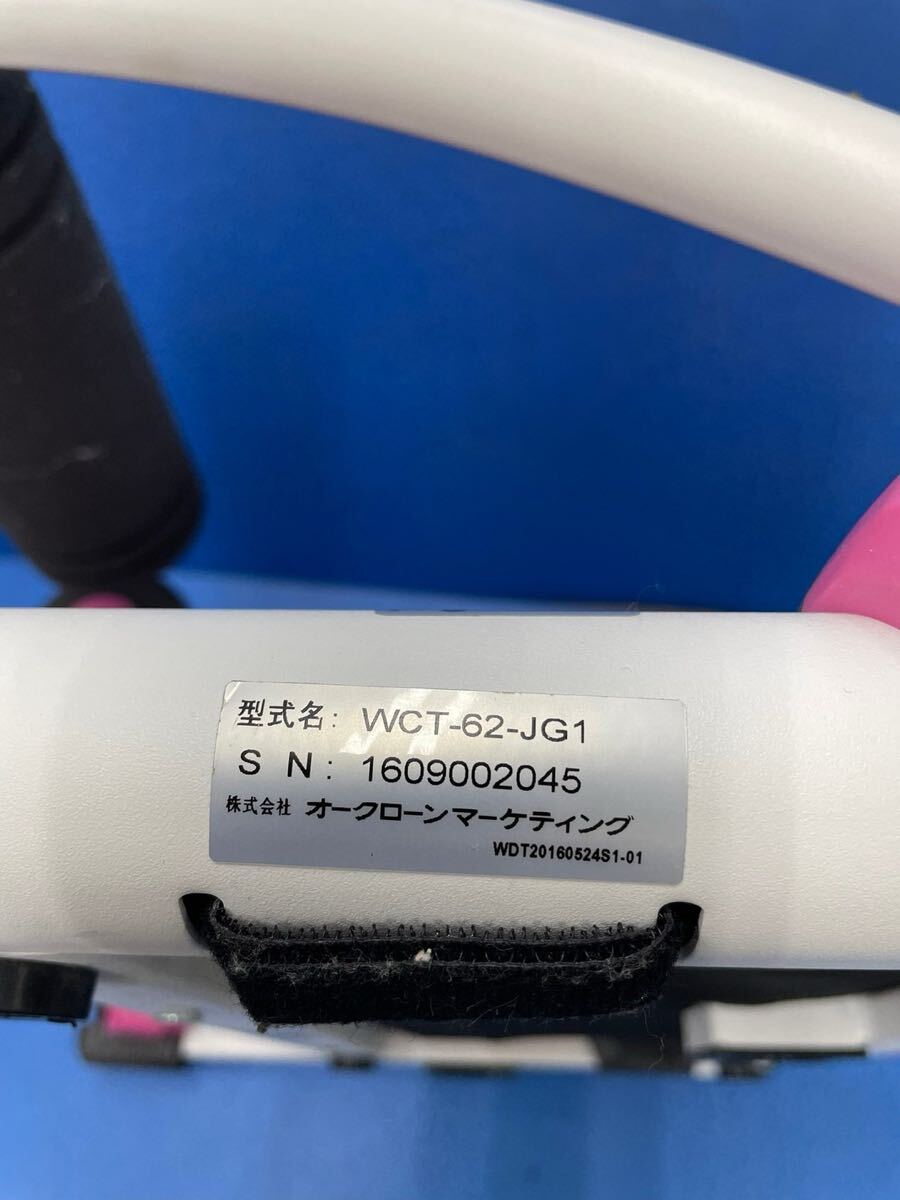 型式名: WCT-62-JG1
S N: 1609002045
株式会社 オークローンマーケティング
WDT20160524S1-01